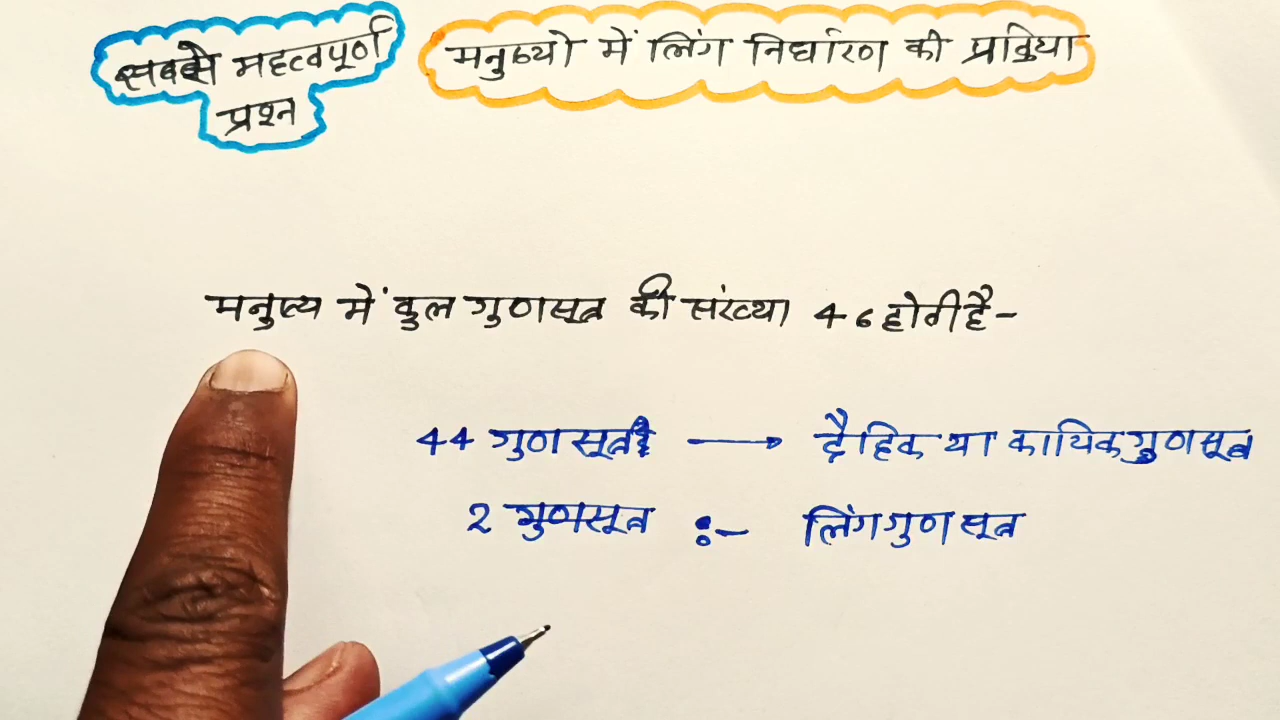 सबसे महत्वपूर्ण
प्रश्न
मनुष्यो में लिंग निर्धारण की प्रक्रिया
मनुष्य में कुल गुणसूत्र की संख्या 46 होती है-
44 गुणसूत्र → दैहिक या कायिक गुणसूत्र
2 गुणसूत्र :- लिंग गुणसूत्र